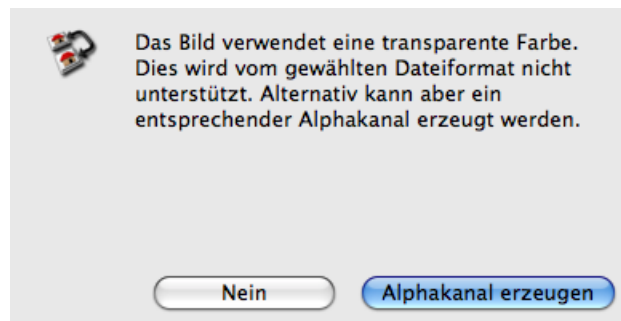 Das Bild verwendet eine transparente Farbe.
Dies wird vom gewählten Dateiformat nicht
unterstützt. Alternativ kann aber ein
entsprechender Alphakanal erzeugt werden.
Nein
Alphakanal erzeugen